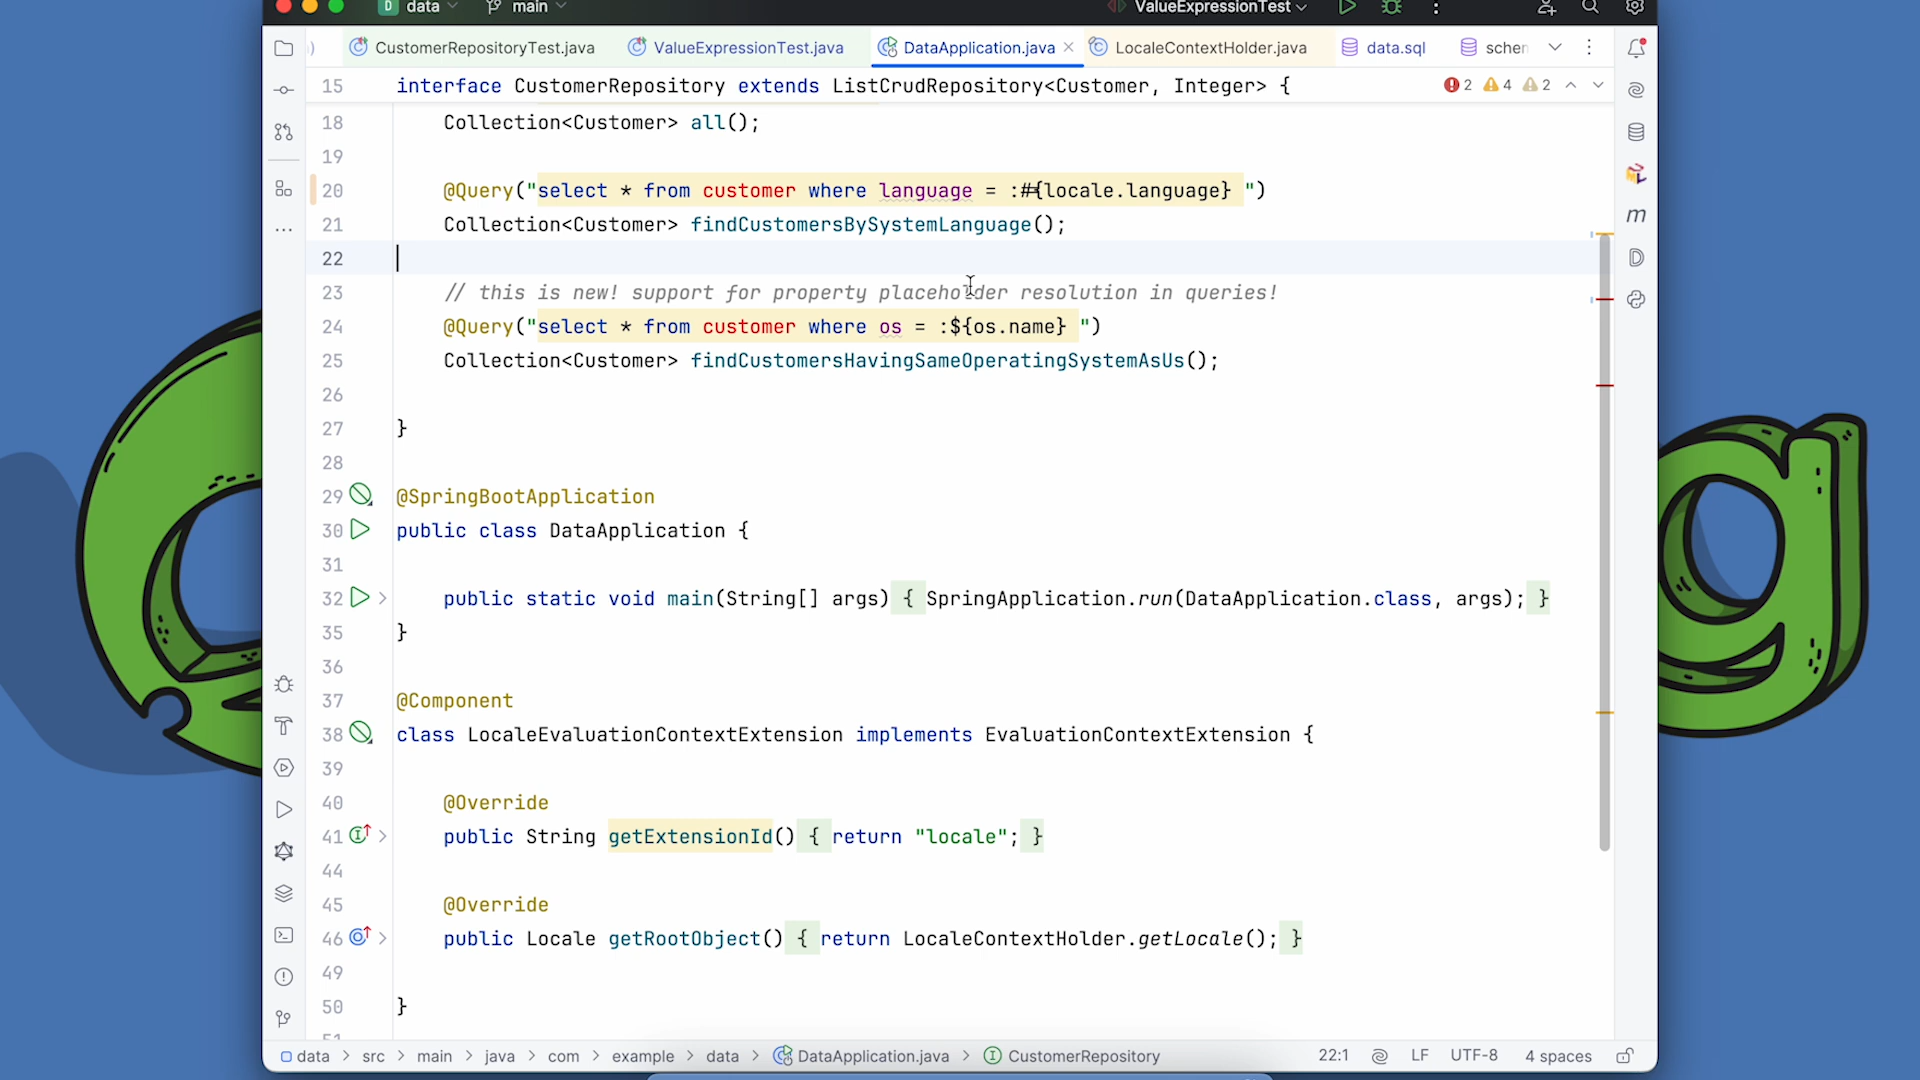 D data main ValueExpressionTest
) CustomerRepositoryTest.java ValueExpressionTest.java DataApplication.java LocaleContextHolder.java data.sql schen
15 interface CustomerRepository extends ListCrudRepository<Customer, Integer> { 2 4 2
18 Collection<Customer> all();
19
20 @Query("select * from customer where language = :#{locale.language} ")
21 Collection<Customer> findCustomersBySystemLanguage();
22
23 // this is new! support for property placeholder resolution in queries!
24 @Query("select * from customer where os = :${os.name} ")
25 Collection<Customer> findCustomersHavingSameOperatingSystemAsUs();
26
27 }
28
29 @SpringBootApplication
30 public class DataApplication {
31
32 public static void main(String[] args) { SpringApplication.run(DataApplication.class, args); }
35 }
36
37 @Component
38 class LocaleEvaluationContextExtension implements EvaluationContextExtension {
39
40 @Override
41 public String getExtensionId() { return "locale"; }
44
45 @Override
46 public Locale getRootObject() { return LocaleContextHolder.getLocale(); }
49
50 }
51
data > src > main > java > com > example > data > DataApplication.java > CustomerRepository 22:1 LF UTF-8 4 spaces